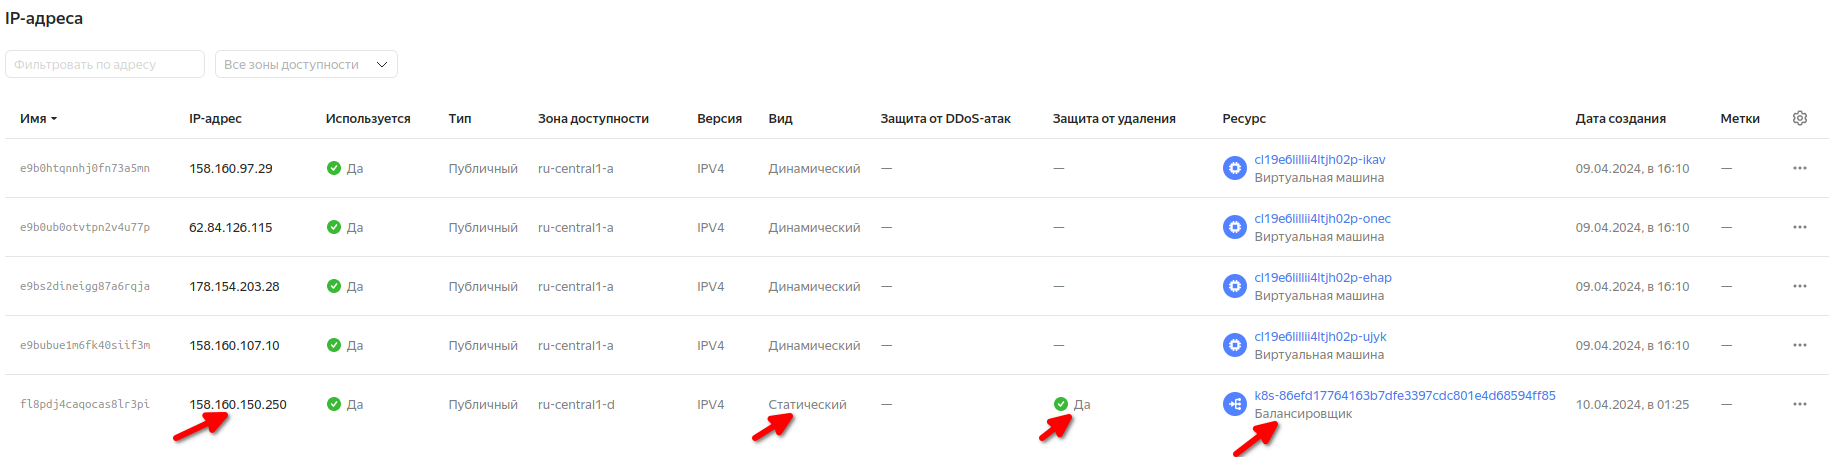 IP-адреса
Фильтровать по адресу Все зоны доступности
Имя IP-адрес Используется Тип Зона доступности Версия Вид Защита от DDoS-атак Защита от удаления Ресурс Дата создания Метки
e9b0htqnnhj0fn73a5mn 158.160.97.29 Да Публичный ru-central1-a IPV4 Динамический — — cl19e6lillii4ltjh02p-ikav 09.04.2024, в 16:10 —
Виртуальная машина
e9b0ub0otvtpn2v4u77p 62.84.126.115 Да Публичный ru-central1-a IPV4 Динамический — — cl19e6lillii4ltjh02p-onec 09.04.2024, в 16:10 —
Виртуальная машина
e9bs2dineigg87a6rqja 178.154.203.28 Да Публичный ru-central1-a IPV4 Динамический — — cl19e6lillii4ltjh02p-ehap 09.04.2024, в 16:10 —
Виртуальная машина
e9bubue1m6fk40siif3m 158.160.107.10 Да Публичный ru-central1-a IPV4 Динамический — — cl19e6lillii4ltjh02p-ujyk 09.04.2024, в 16:10 —
Виртуальная машина
fl8pdj4caqocas8lr3pi 158.160.150.250 Да Публичный ru-central1-d IPV4 Статический — Да k8s-86efd17764163b7dfe3397cdc801e4d68594ff85 10.04.2024, в 01:25 —
Балансировщик